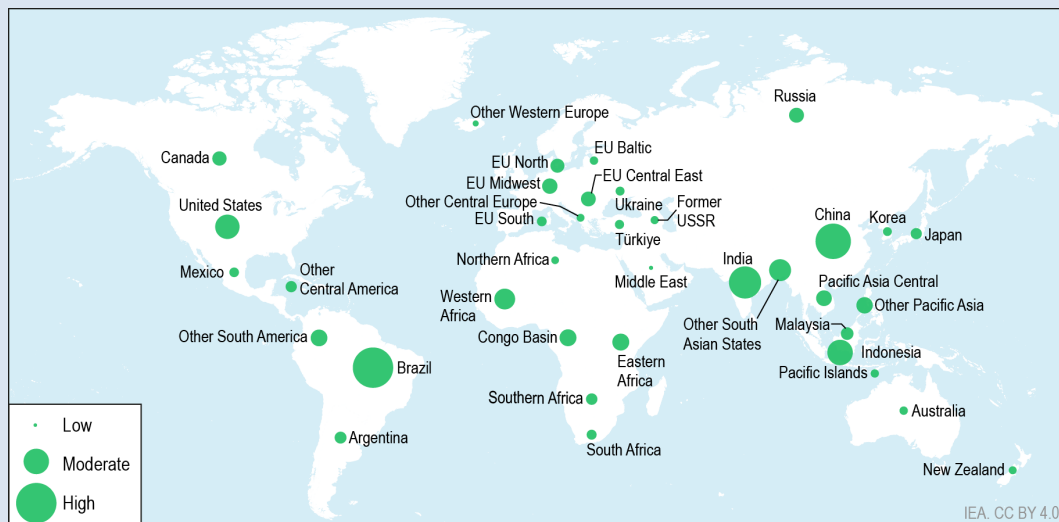 Russia
Other Western Europe
EU Baltic
Canada
EU North
EU Central East
EU Midwest
Ukraine
Former
USSR
Other Central Europe
United States
EU South
Türkiye
China
Korea
Japan
Northern Africa
Middle East
India
Mexico
Other
Central America
Pacific Asia Central
Western
Africa
Other Pacific Asia
Other South
Asian States
Malaysia
Other South America
Congo Basin
Eastern
Africa
Indonesia
Brazil
Pacific Islands
Southern Africa
Australia
Argentina
South Africa
New Zealand
Low
Moderate
High
IEA. CC BY 4.0